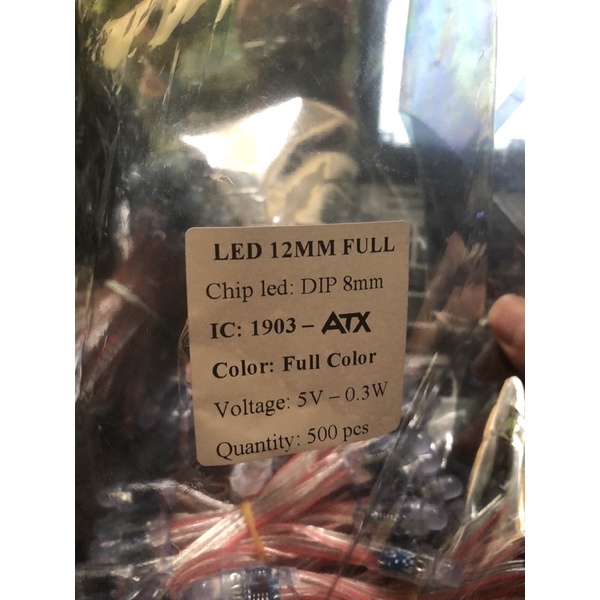 LED 12MM FULL
Chip led: DIP 8mm
IC: 1903 – ATX
Color: Full Color
Voltage: 5V – 0.3W
Quantity: 500 pcs